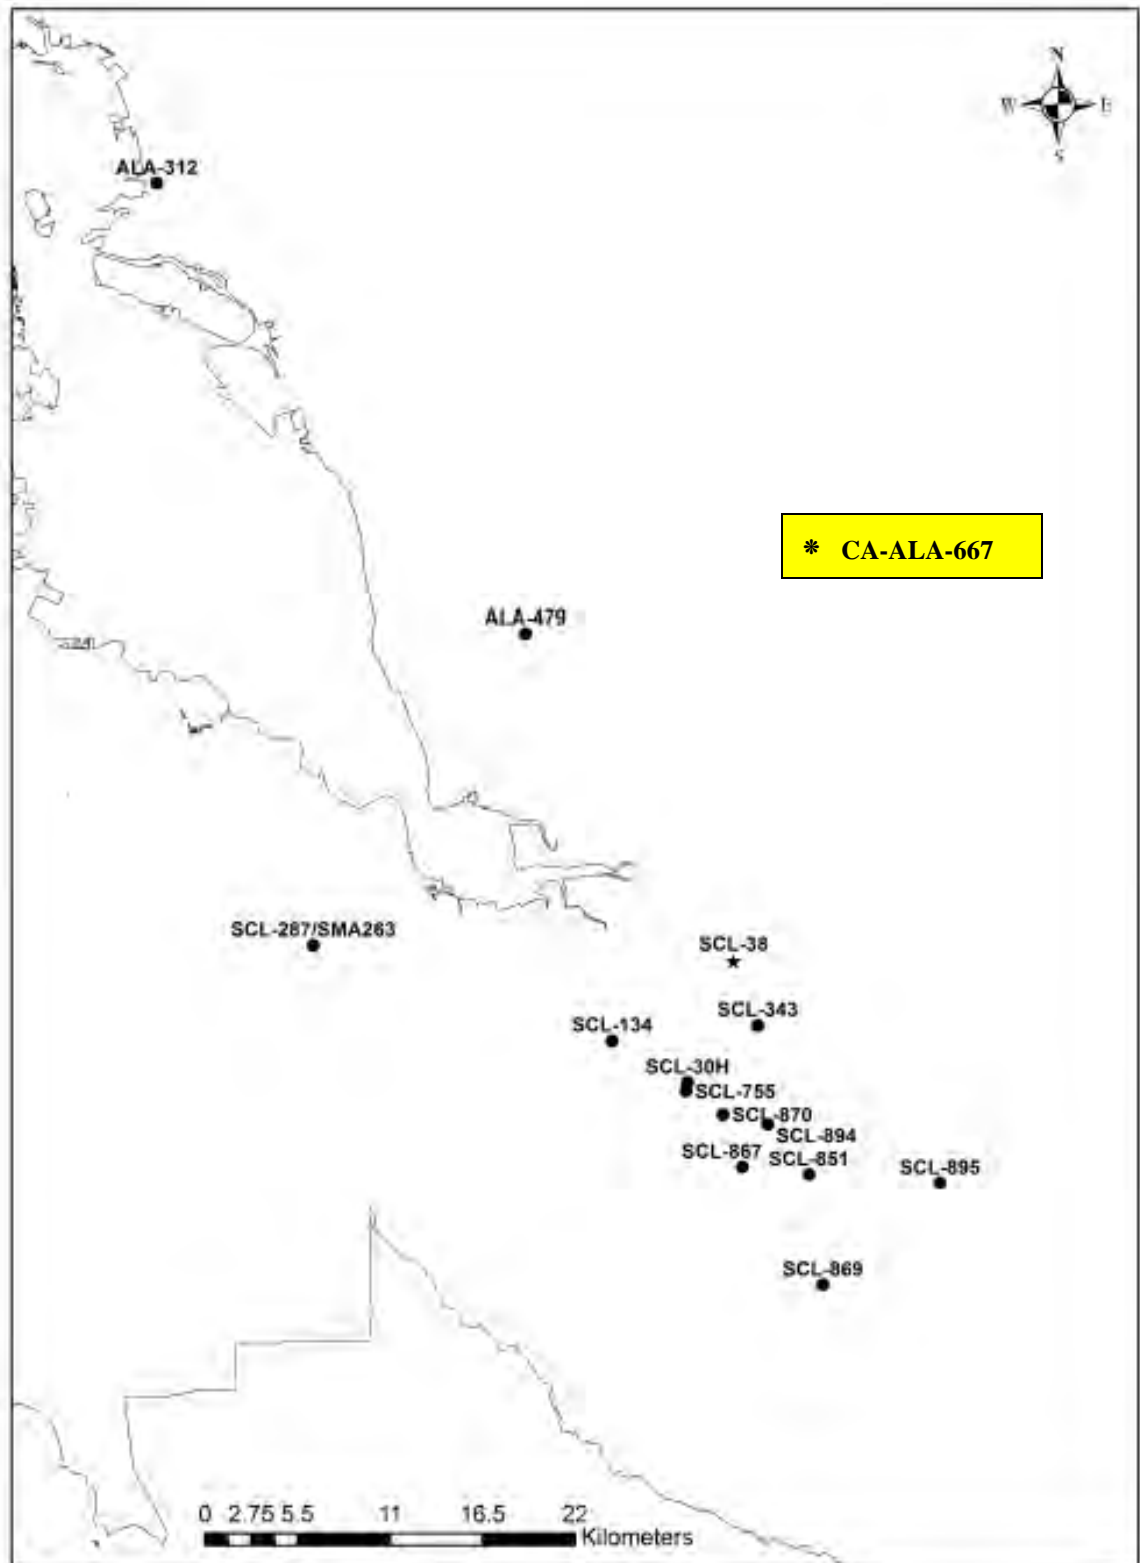 N
W E
S
ALA-312
* CA-ALA-667
ALA-479
SCL-287/SMA263
SCL-38
SCL-343
SCL-134
SCL-30H
SCL-755
SCL-870
SCL-894
SCL-867
SCL-851
SCL-895
SCL-869
0 2.75 5.5 11 16.5 22
Kilometers